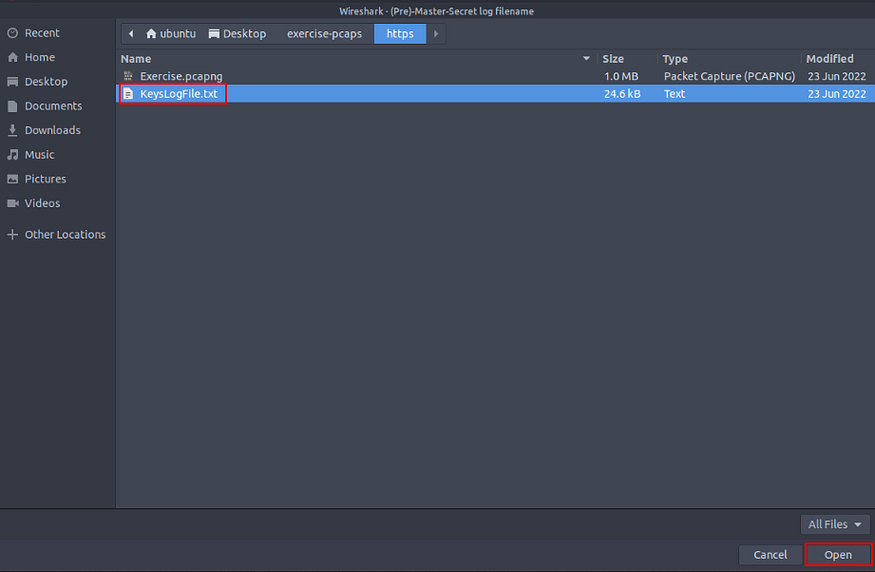 Wireshark · (Pre)-Master-Secret log filename
Recent
Home
Desktop
Documents
Downloads
Music
Pictures
Videos
Other Locations
ubuntu Desktop exercise-pcaps https
Name Size Type Modified
Exercise.pcapng 1.0 MB Packet Capture (PCAPNG) 23 Jun 2022
KeysLogFile.txt 24.6 kB Text 23 Jun 2022
All Files
Cancel Open